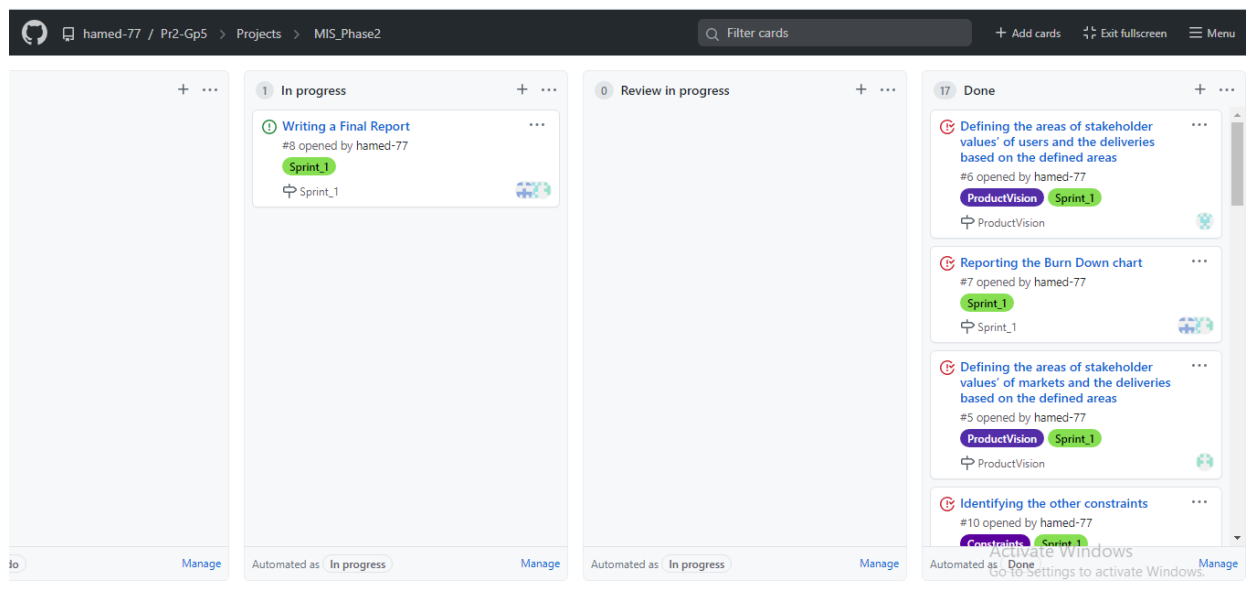 hamed-77 / Pr2-Gp5 > Projects > MIS_Phase2
Filter cards
+ Add cards
Exit fullscreen
Menu
1 In progress
Writing a Final Report
#8 opened by hamed-77
Sprint_1
Sprint_1
0 Review in progress
17 Done
Defining the areas of stakeholder
values' of users and the deliveries
based on the defined areas
#6 opened by hamed-77
ProductVision Sprint_1
ProductVision
Reporting the Burn Down chart
#7 opened by hamed-77
Sprint_1
Sprint_1
Defining the areas of stakeholder
values' of markets and the deliveries
based on the defined areas
#5 opened by hamed-77
ProductVision Sprint_1
ProductVision
Identifying the other constraints
#10 opened by hamed-77
Constraints Sprint_1
do
Manage
Automated as In progress
Manage
Automated as In progress
Manage
Automated as Done
Manage
Activate Windows
Go to Settings to activate Windows.